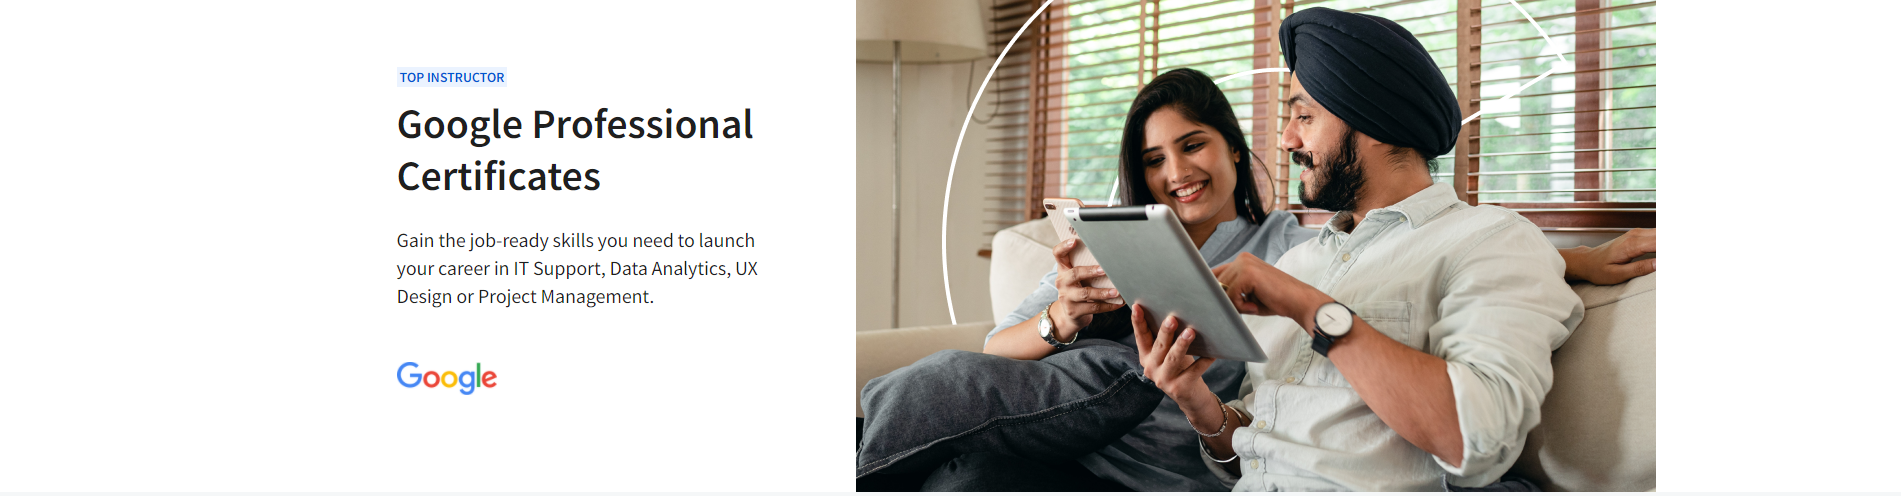 TOP INSTRUCTOR
Google Professional
Certificates
Gain the job-ready skills you need to launch
your career in IT Support, Data Analytics, UX
Design or Project Management.
Google